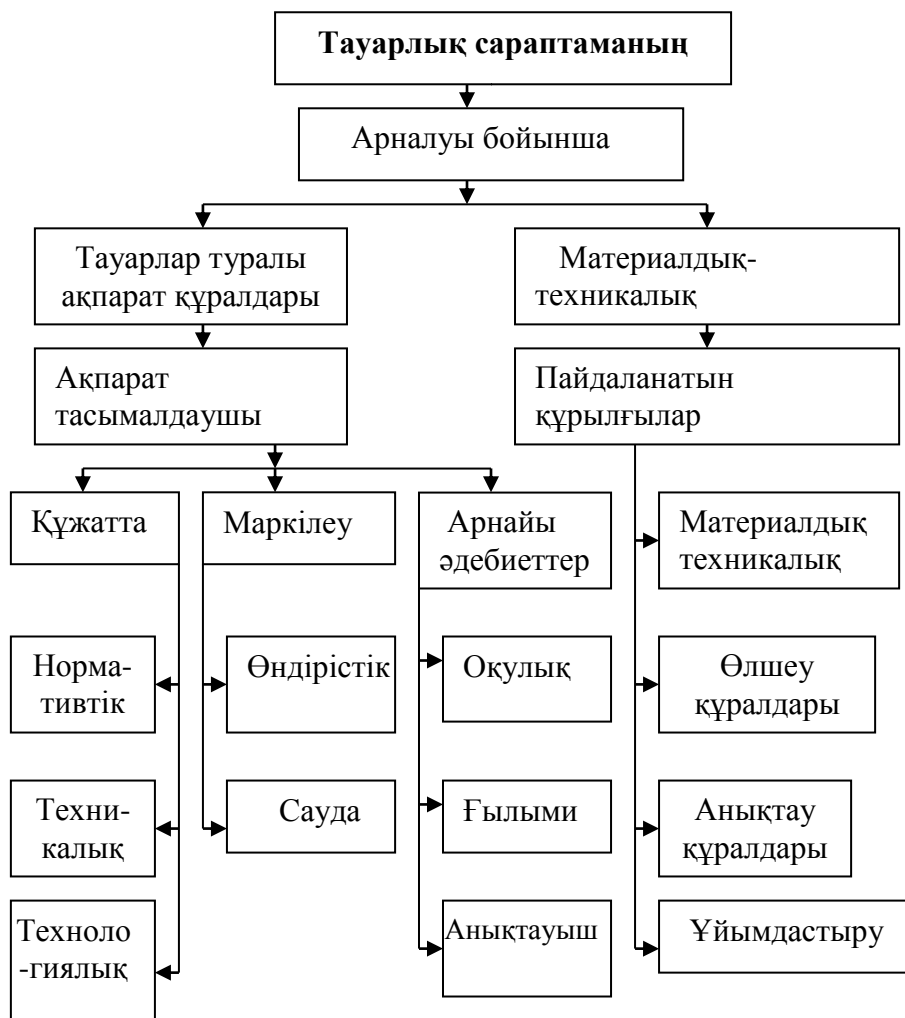 Тауарлық сараптаманың
Арналуы бойынша
Тауарлар туралы
ақпарат құралдары
Материалдық-
техникалық
Ақпарат
тасымалдаушы
Пайдаланатын
құрылғылар
Құжатта
Маркілеу
Арнайы
әдебиеттер
Материалдық
техникалық
Норма-
тивтік
Өндірістік
Оқулық
Өлшеу
құралдары
Техни-
калық
Сауда
Ғылыми
Анықтау
құралдары
Техноло
-гиялық
Анықтауыш
Ұйымдастыру